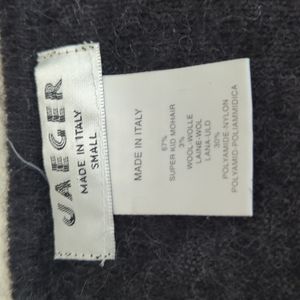 JAEGER
MADE IN ITALY
SMALL
MADE IN ITALY
67%
SUPER KID MOHAIR
3%
WOOL-WOLLE
LAINE-WOL
LANA-ULD
30%
POLYAMIDE-NYLON
POLYAMID-POLIAMMIDICA